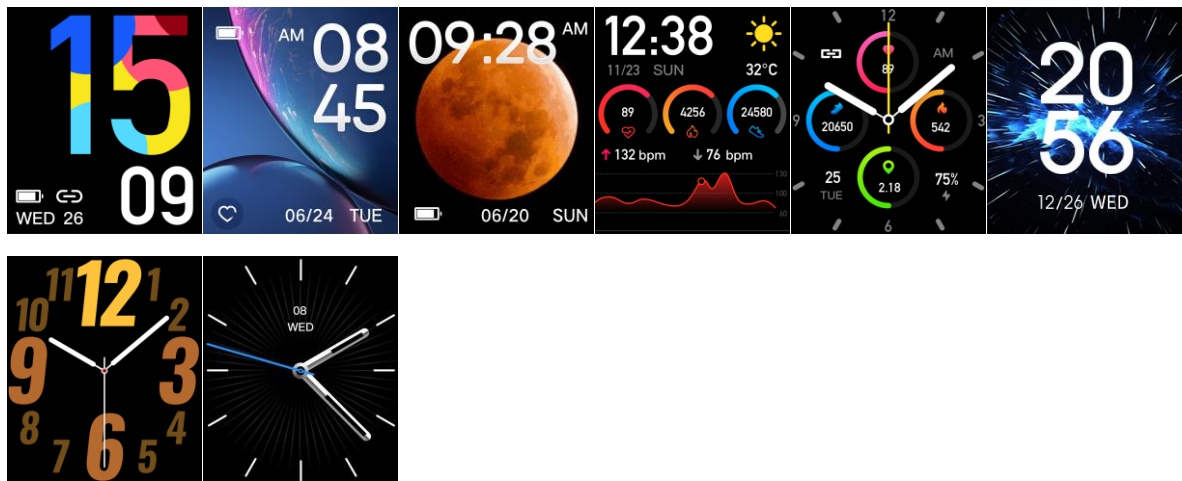 15
09
WED 26
AM 08
45
06/24 TUE
09:28 AM
06/20 SUN
12:38
11/23 SUN 32°C
89 4256 24580
132 bpm 76 bpm
130
100
60
12
AM
89
9 20650 542 3
2.18
25 75%
TUE
6
20
56
12/26 WED
11 12 1
10 2
9 3
8 4
7 6 5
08
WED